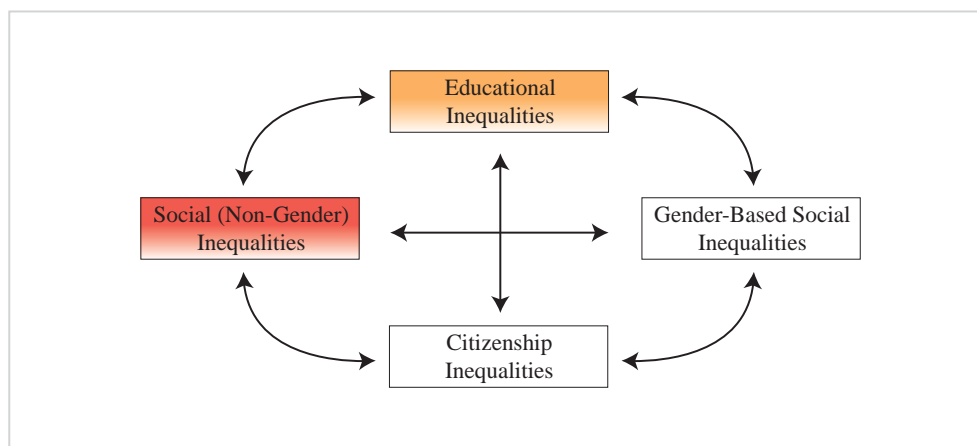 Educational
Inequalities
Social (Non-Gender)
Inequalities
Gender-Based Social
Inequalities
Citizenship
Inequalities